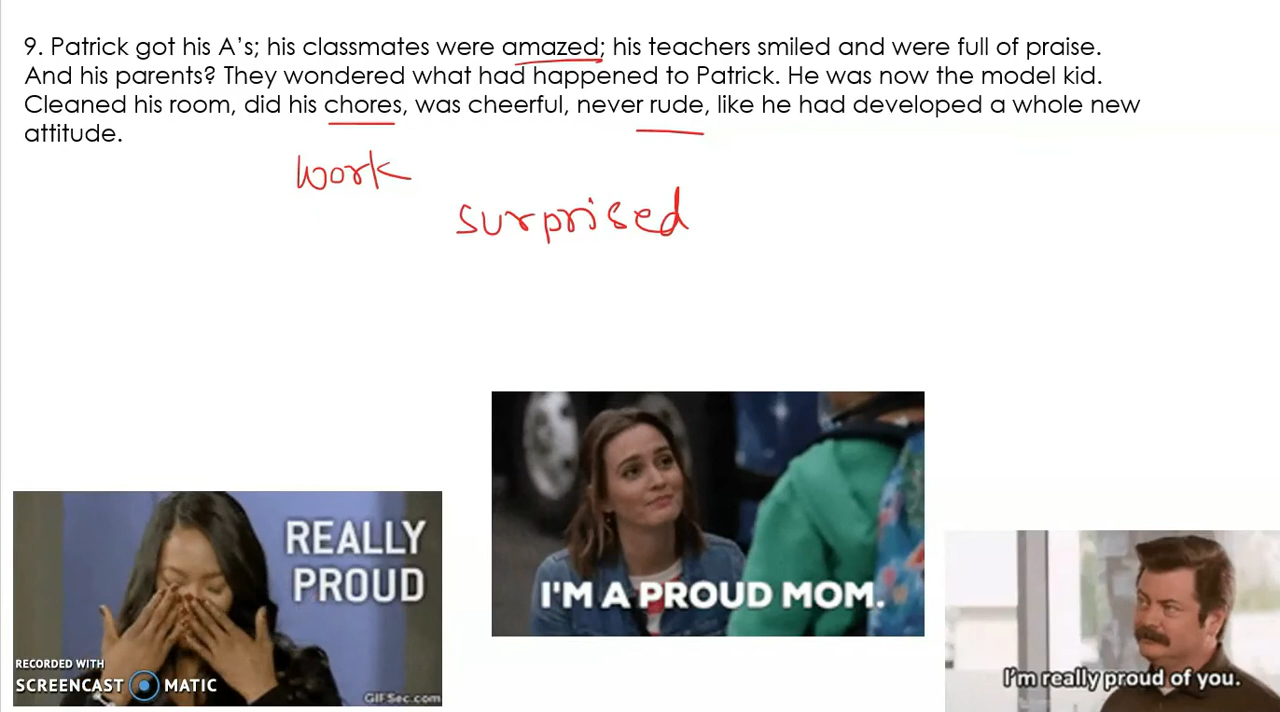 9. Patrick got his A’s; his classmates were amazed; his teachers smiled and were full of praise.
And his parents? They wondered what had happened to Patrick. He was now the model kid.
Cleaned his room, did his chores, was cheerful, never rude, like he had developed a whole new
attitude.
work
surprised
REALLY
PROUD
I'M A PROUD MOM.
I'm really proud of you.
RECORDED WITH
SCREENCAST MATIC
GIFSec.com